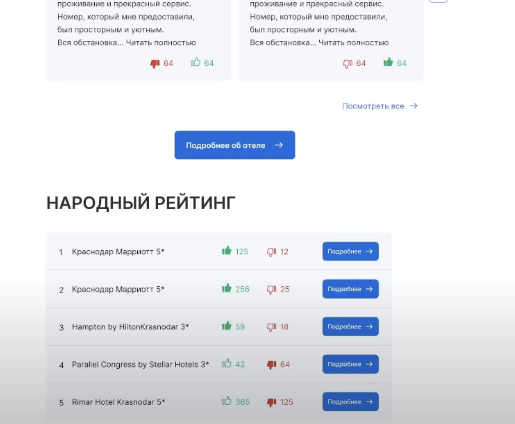 проживание и прекрасный сервис.
Номер, который мне предоставили,
был просторным и уютным.
Вся обстановка... Читать полностью
64 64
проживание и прекрасный сервис.
Номер, который мне предоставили,
был просторным и уютным.
Вся обстановка... Читать полностью
64 64
Посмотреть все →
Подробнее об отеле →
НАРОДНЫЙ РЕЙТИНГ
1 Краснодар Марриотт 5* 125 12 Подробнее →
2 Краснодар Марриотт 5* 256 25 Подробнее →
3 Hampton by HiltonKrasnodar 3* 59 18 Подробнее →
4 Parallel Congress by Stellar Hotels 3* 42 64 Подробнее →
5 Rimar Hotel Krasnodar 5* 365 125 Подробнее →